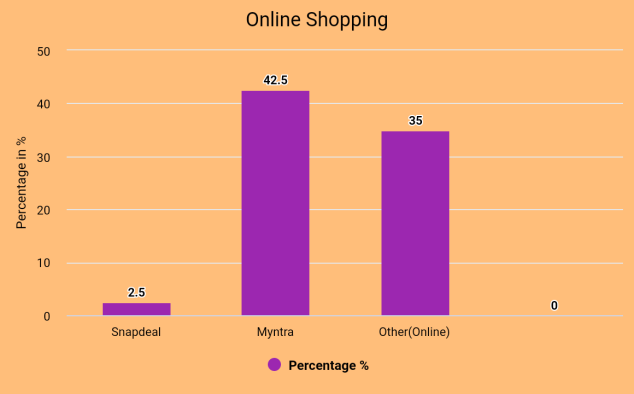 Online Shopping
50
40
30
20
10
0
Percentage in %
2.5
42.5
35
0
Snapdeal
Myntra
Other(Online)
Percentage %